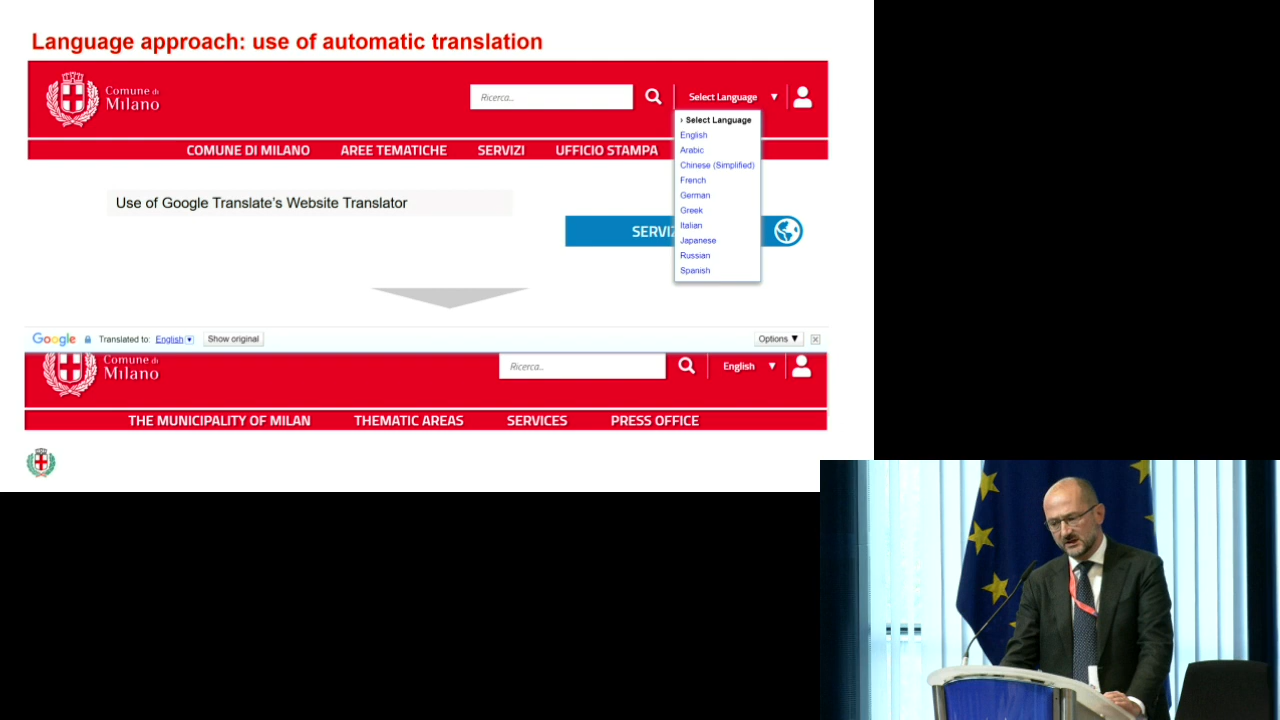 Language approach: use of automatic translation
Comune di
Milano
Ricerca...
Select Language ▼
› Select Language
English
Arabic
Chinese (Simplified)
French
German
Greek
Italian
Japanese
Russian
Spanish
COMUNE DI MILANO AREE TEMATICHE SERVIZI UFFICIO STAMPA
Use of Google Translate's Website Translator
Google Translated to: English ▼ Show original Options ▼
Comune di
Milano
Ricerca...
English ▼
THE MUNICIPALITY OF MILAN THEMATIC AREAS SERVICES PRESS OFFICE